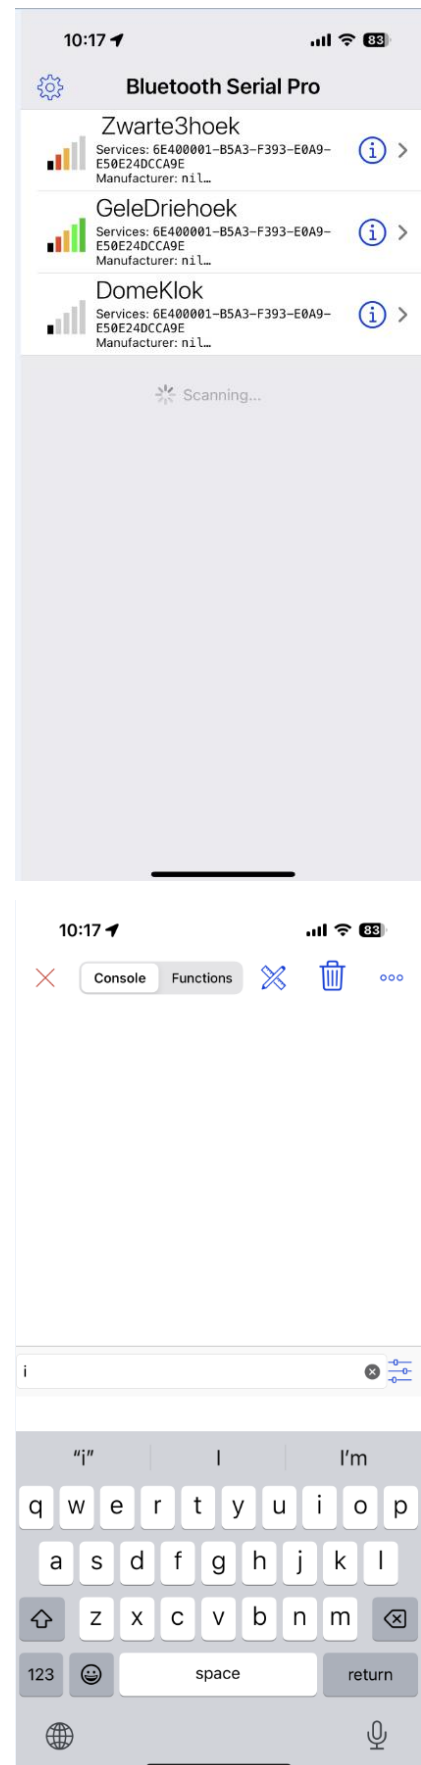 10:17
83
Bluetooth Serial Pro
Zwarte3hoek
Services: 6E400001-B5A3-F393-E0A9-
E50E24DCCA9E
Manufacturer: nil…
GeleDriehoek
Services: 6E400001-B5A3-F393-E0A9-
E50E24DCCA9E
Manufacturer: nil…
DomeKlok
Services: 6E400001-B5A3-F393-E0A9-
E50E24DCCA9E
Manufacturer: nil…
Scanning...
10:17
83
Console Functions
i
“i” I I’m
q w e r t y u i o p
a s d f g h j k l
z x c v b n m
123 space return